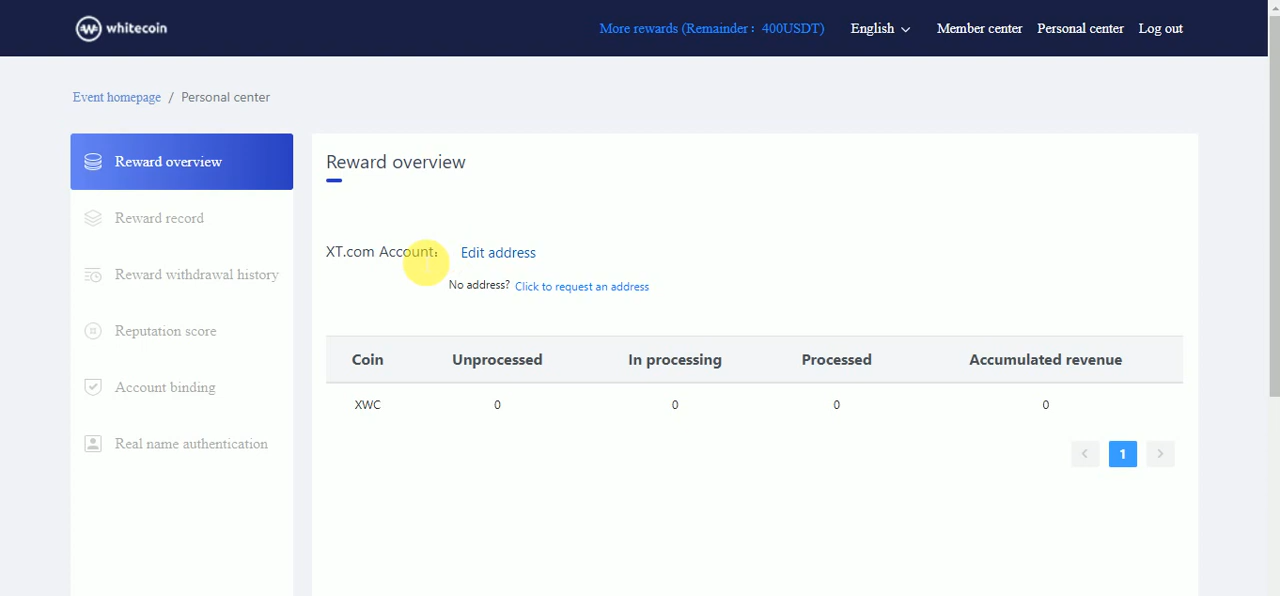 whitecoin
More rewards (Remainder： 400USDT)
English
Member center
Personal center
Log out
Event homepage / Personal center
Reward overview
Reward record
Reward withdrawal history
Reputation score
Account binding
Real name authentication
Reward overview
XT.com Account： Edit address
No address? Click to request an address
Coin Unprocessed In processing Processed Accumulated revenue
XWC 0 0 0 0
< 1 >